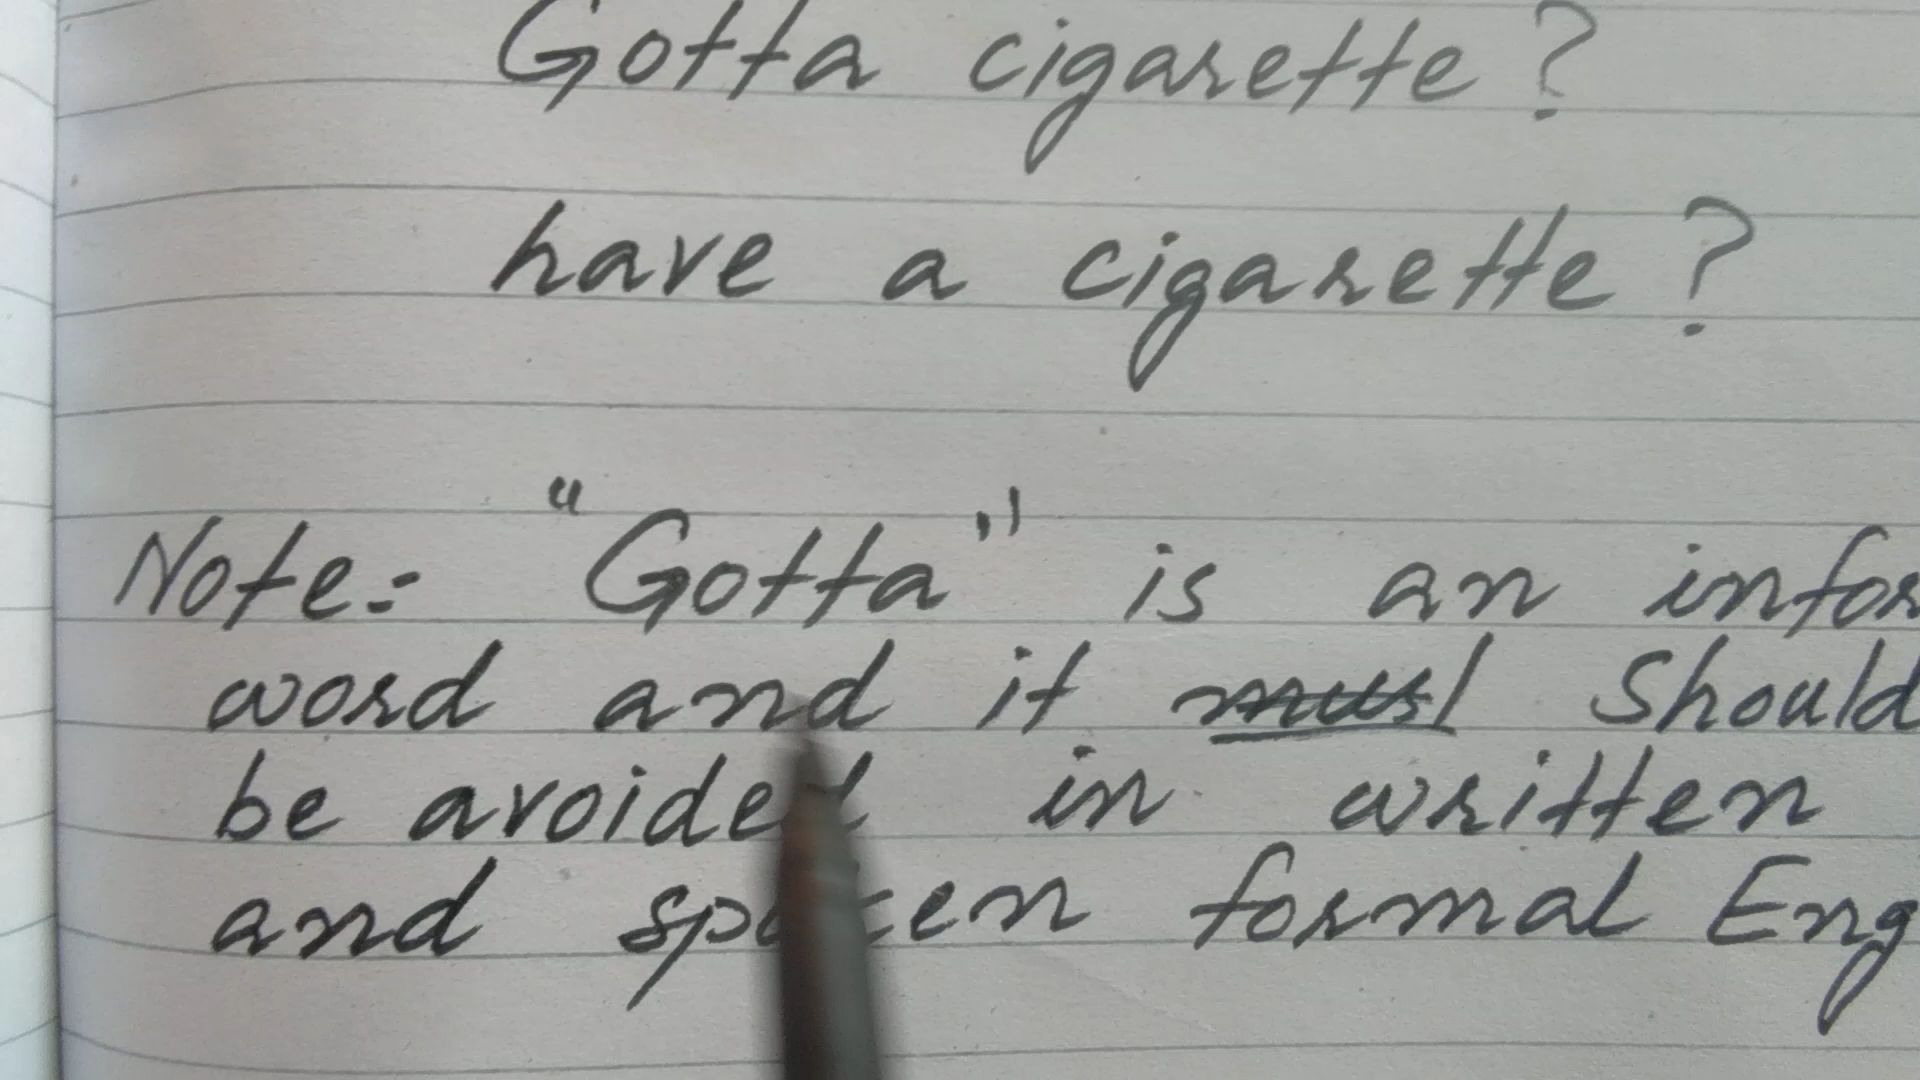 Gotta cigarette?
have a cigarette?
Note:- "Gotta" is an infor
word and it must should
be avoided in written
and spoken formal Eng